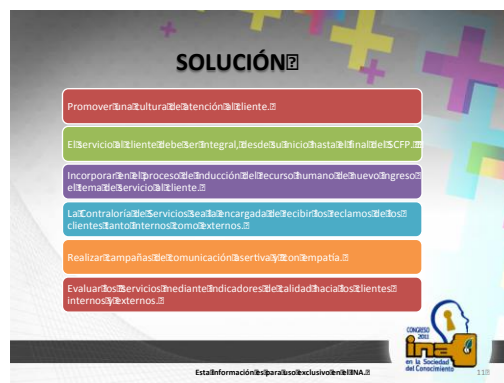 SOLUCIÓN
Promover una cultura de atención al cliente.
El servicio al cliente debe ser integral, desde su inicio hasta el final del SCFP.
Incorporar en el proceso de inducción del recurso humano de nuevo ingreso
el tema de servicio al cliente.
La Contraloría de Servicios sea la encargada de recibir los reclamos de los
clientes tanto internos como externos.
Realizar campañas de comunicación asertiva y con empatía.
Evaluar los servicios mediante indicadores de calidad hacia los clientes
internos y externos.
CONGRESO
2011
ina
en la Sociedad
del Conocimiento
Esta información es para uso exclusivo en el INA.
11